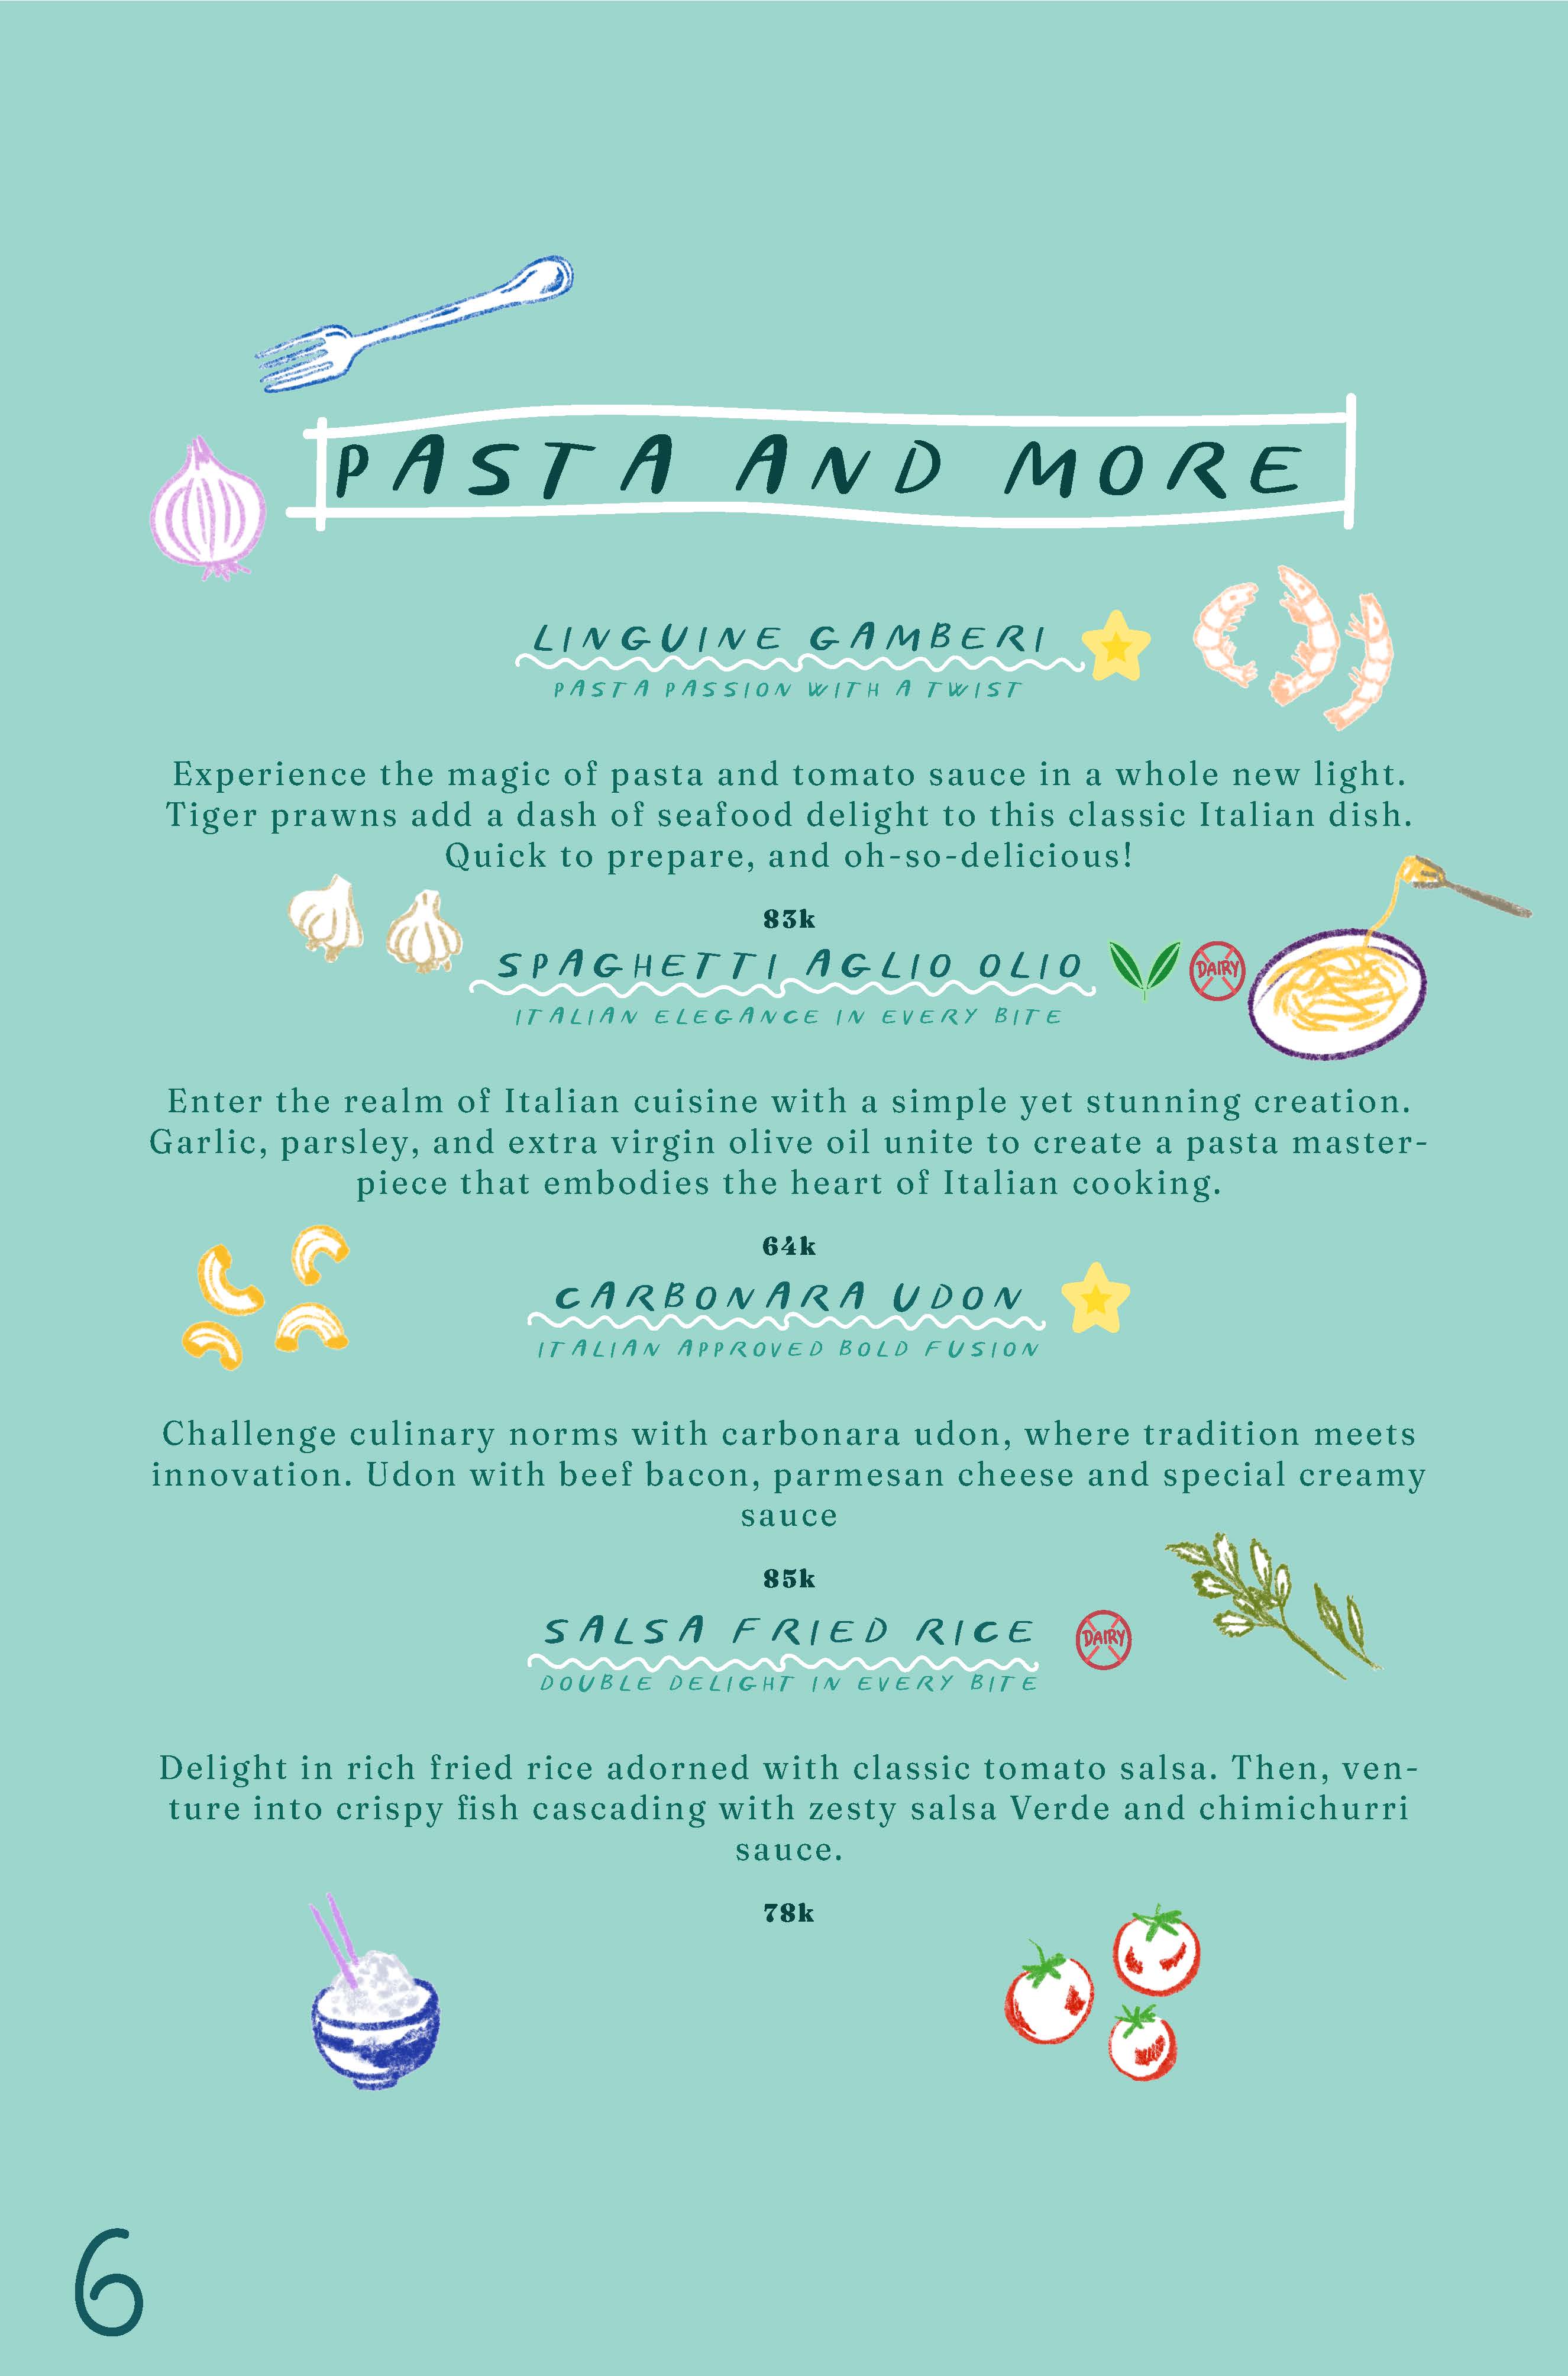 PASTA AND MORE
LINGUINE GAMBERI
PASTA PASSION WITH A TWIST
Experience the magic of pasta and tomato sauce in a whole new light.
Tiger prawns add a dash of seafood delight to this classic Italian dish.
Quick to prepare, and oh-so-delicious!
83k
SPAGHETTI AGLIO OLIO DAIRY
ITALIAN ELEGANCE IN EVERY BITE
Enter the realm of Italian cuisine with a simple yet stunning creation.
Garlic, parsley, and extra virgin olive oil unite to create a pasta master-
piece that embodies the heart of Italian cooking.
64k
CARBONARA UDON
ITALIAN APPROVED BOLD FUSION
Challenge culinary norms with carbonara udon, where tradition meets
innovation. Udon with beef bacon, parmesan cheese and special creamy
sauce
85k
SALSA FRIED RICE DAIRY
DOUBLE DELIGHT IN EVERY BITE
Delight in rich fried rice adorned with classic tomato salsa. Then, ven-
ture into crispy fish cascading with zesty salsa Verde and chimichurri
sauce.
78k
6